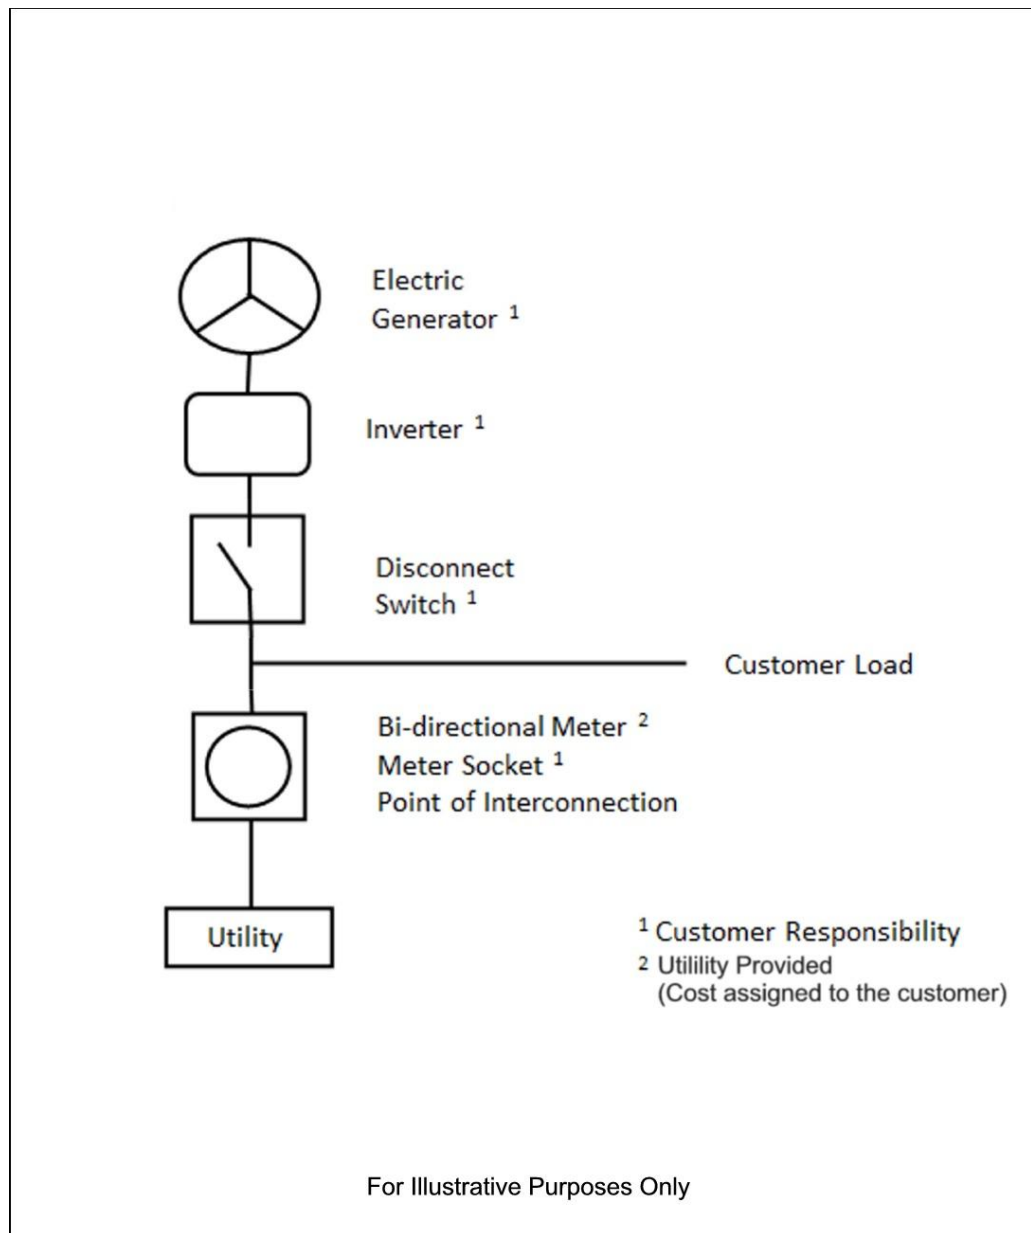 Electric
Generator ¹
Inverter ¹
Disconnect
Switch ¹
Customer Load
Bi-directional Meter ²
Meter Socket ¹
Point of Interconnection
Utility
¹ Customer Responsibility
² Utilility Provided
(Cost assigned to the customer)
For Illustrative Purposes Only